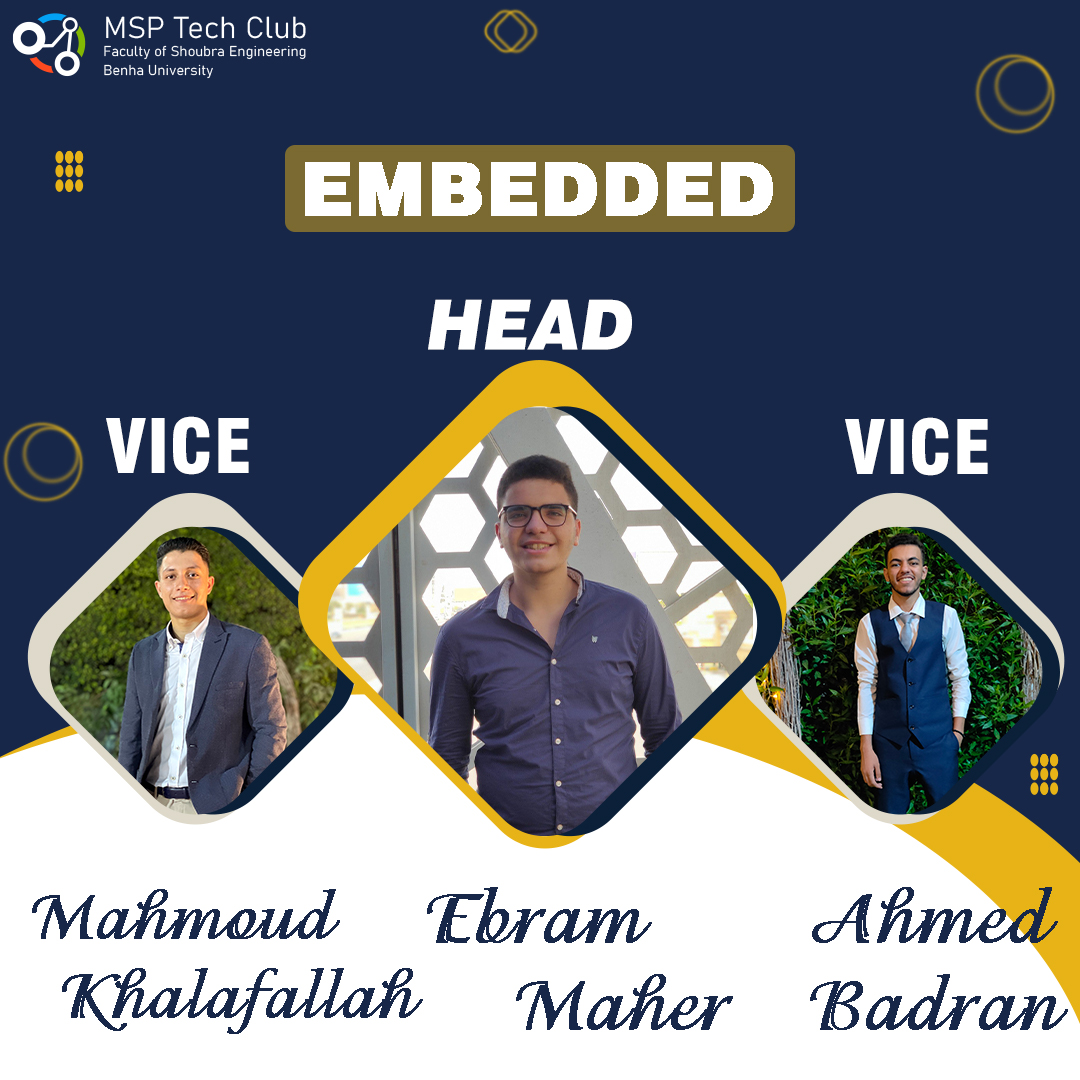 MSP Tech Club
Faculty of Shoubra Engineering
Benha University
EMBEDDED
HEAD
VICE
VICE
Mahmoud
Khalafallah
Ebram
Maher
Ahmed
Badran